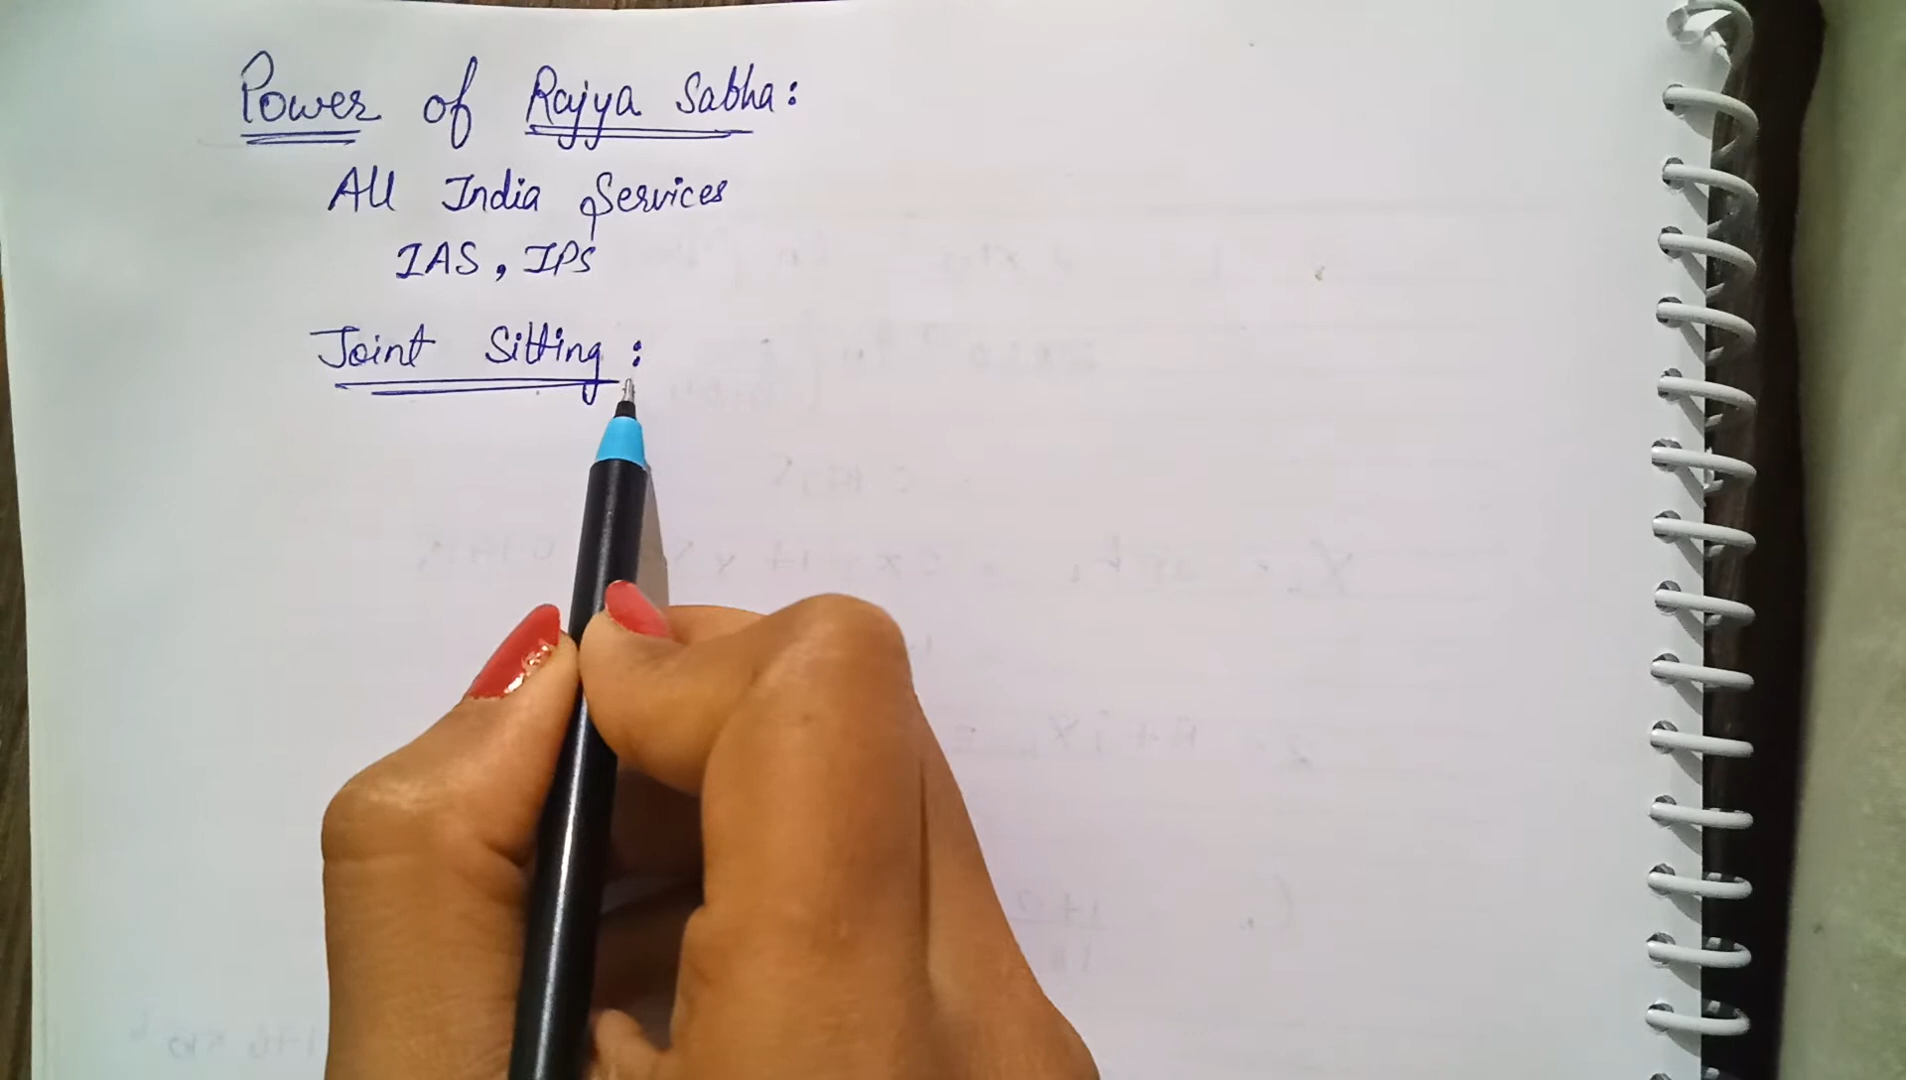 Power of Rajya Sabha:
All India Services
IAS, IPS
Joint Sitting: